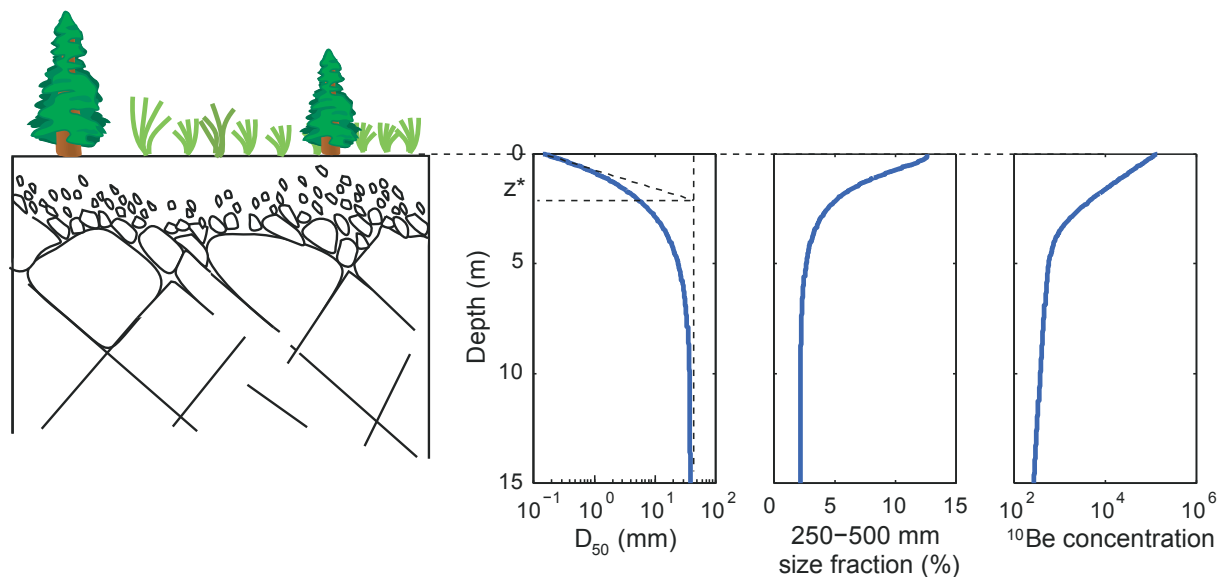 0
z*
5
10
15
Depth (m)
10⁻¹ 10⁰ 10¹ 10²
D₅₀ (mm)
0 5 10 15
250−500 mm
size fraction (%)
10² 10⁴ 10⁶
¹⁰Be concentration